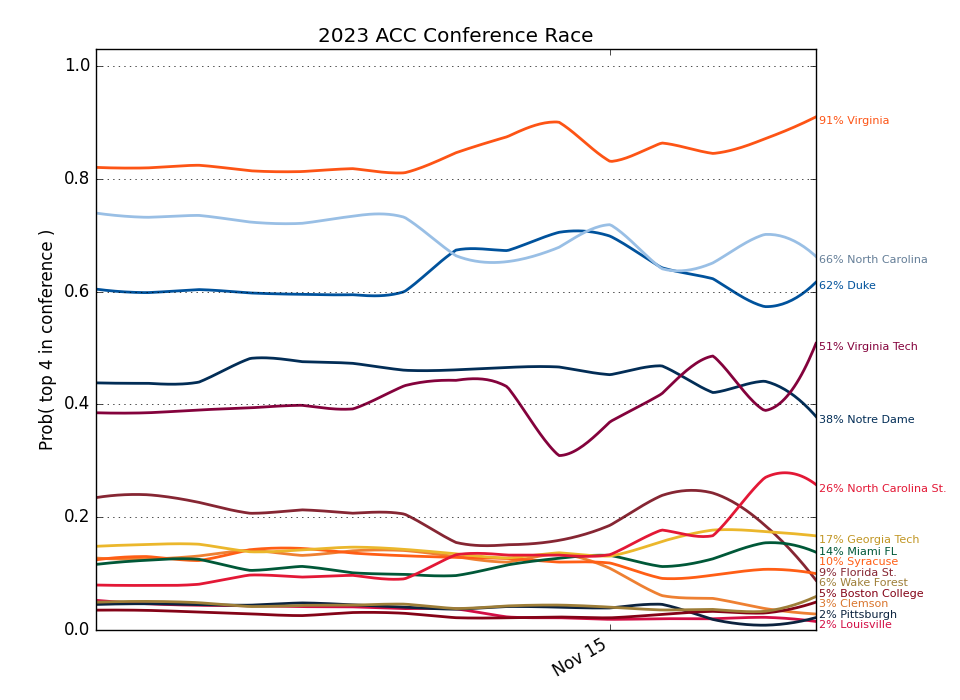 2023 ACC Conference Race
Prob( top 4 in conference )
1.0
0.8
0.6
0.4
0.2
0.0
Nov 15
91% Virginia
66% North Carolina
62% Duke
51% Virginia Tech
38% Notre Dame
26% North Carolina St.
17% Georgia Tech
14% Miami FL
10% Syracuse
9% Florida St.
6% Wake Forest
5% Boston College
3% Clemson
2% Pittsburgh
2% Louisville